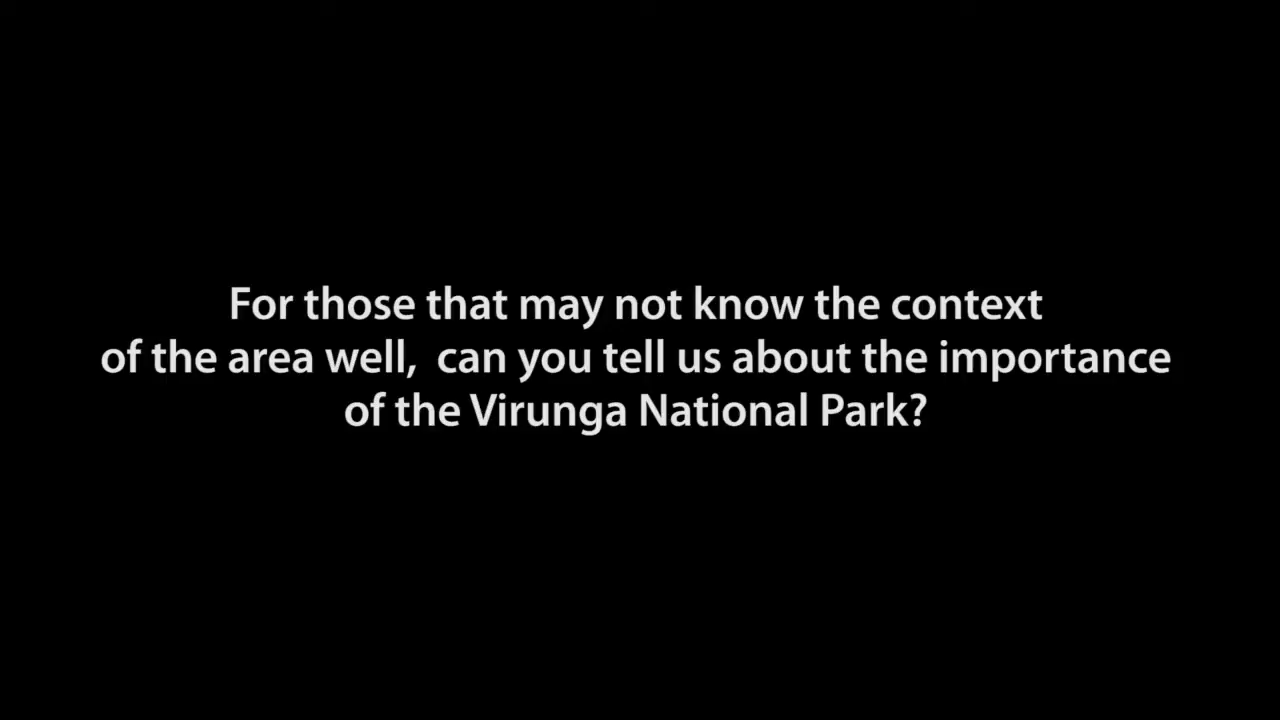 For those that may not know the context
of the area well,  can you tell us about the importance
of the Virunga National Park?